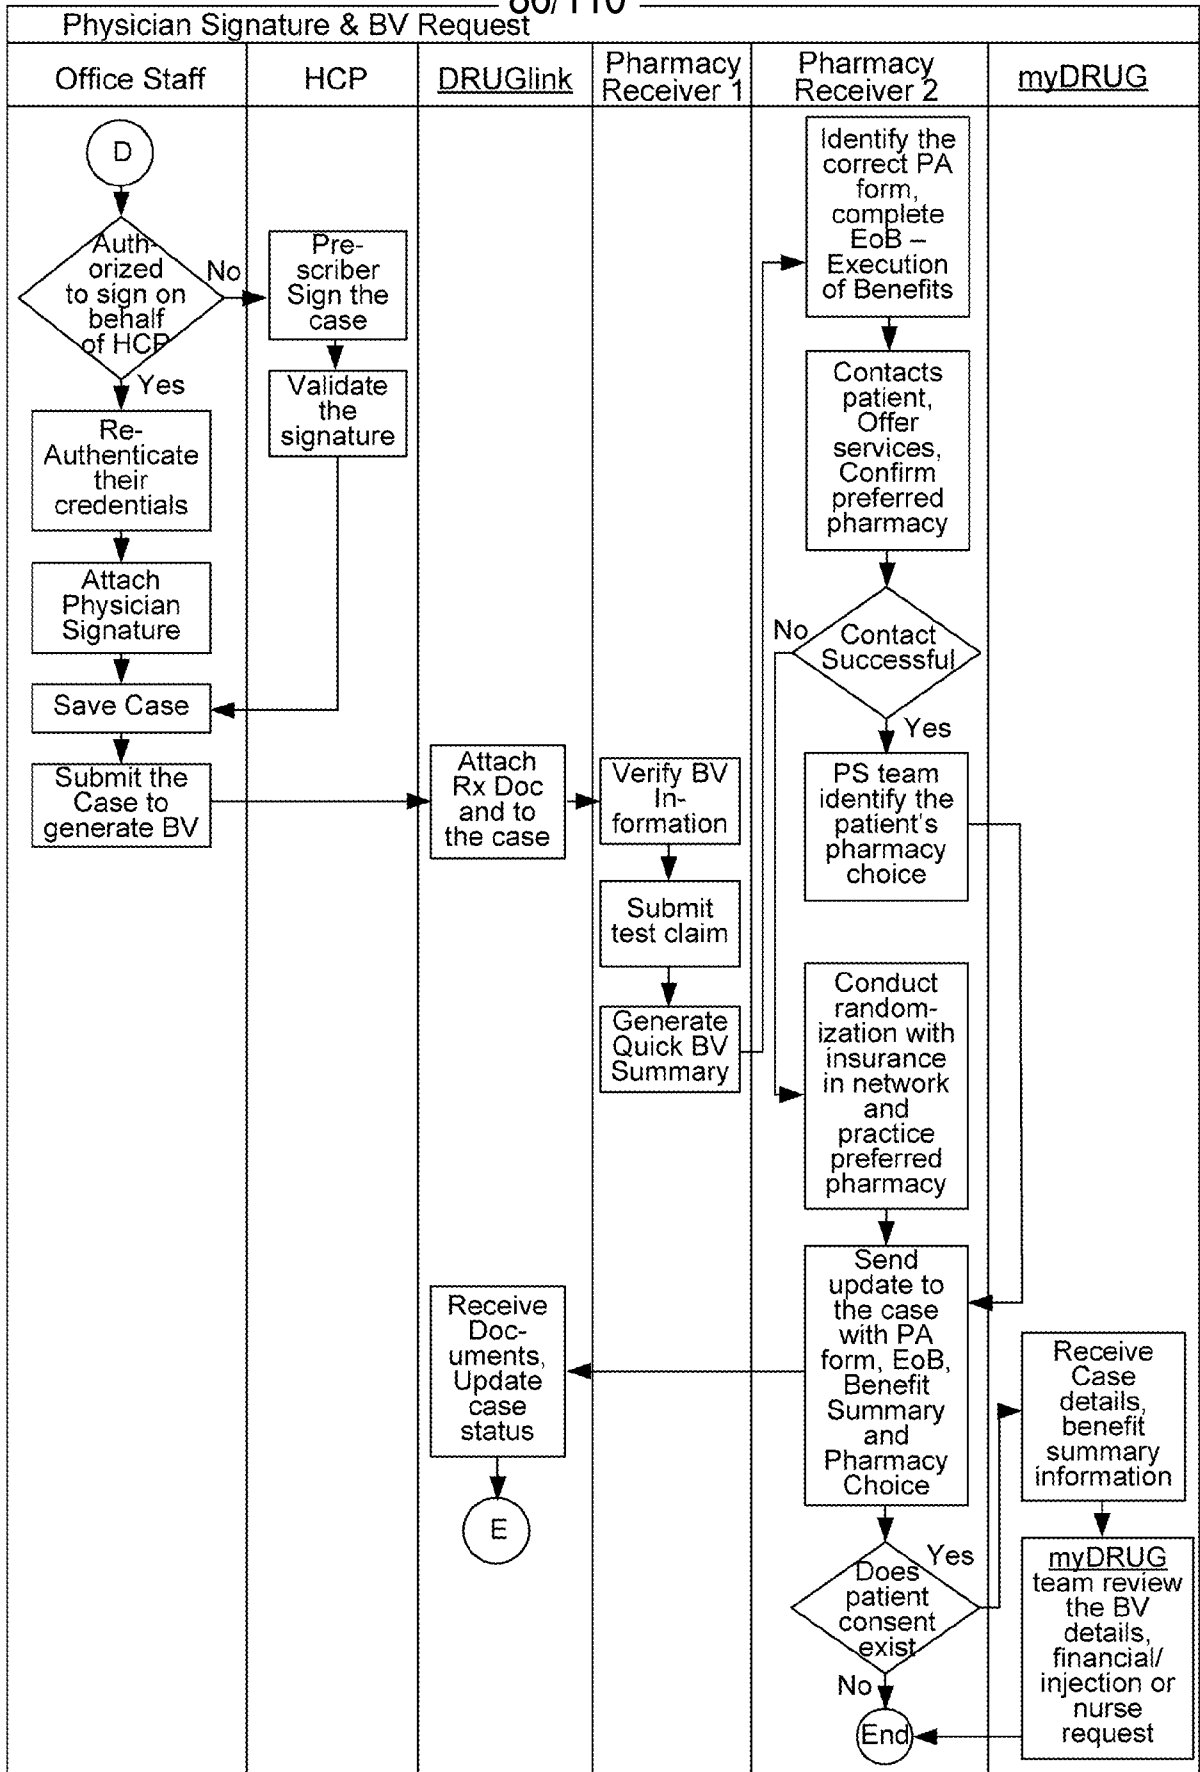 86/110
Physician Signature & BV Request
Office Staff
HCP
DRUGlink
Pharmacy
Receiver 1
Pharmacy
Receiver 2
myDRUG
D
Auth-
orized
to sign on
behalf
of HCP
No
Yes
Re-
Authenticate
their
credentials
Attach
Physician
Signature
Save Case
Submit the
Case to
generate BV
Pre-
scriber
Sign the
case
Validate
the
signature
Attach
Rx Doc
and to
the case
Receive
Doc-
uments,
Update
case
status
E
Verify BV
In-
formation
Submit
test claim
Generate
Quick BV
Summary
Identify the
correct PA
form,
complete
EoB –
Execution
of Benefits
Contacts
patient,
Offer
services,
Confirm
preferred
pharmacy
Contact
Successful
No
Yes
PS team
identify the
patient's
pharmacy
choice
Conduct
random-
ization with
insurance
in network
and
practice
preferred
pharmacy
Send
update to
the case
with PA
form, EoB,
Benefit
Summary
and
Pharmacy
Choice
Does
patient
consent
exist
Yes
No
End
Receive
Case
details,
benefit
summary
information
myDRUG
team review
the BV
details,
financial/
injection or
nurse
request